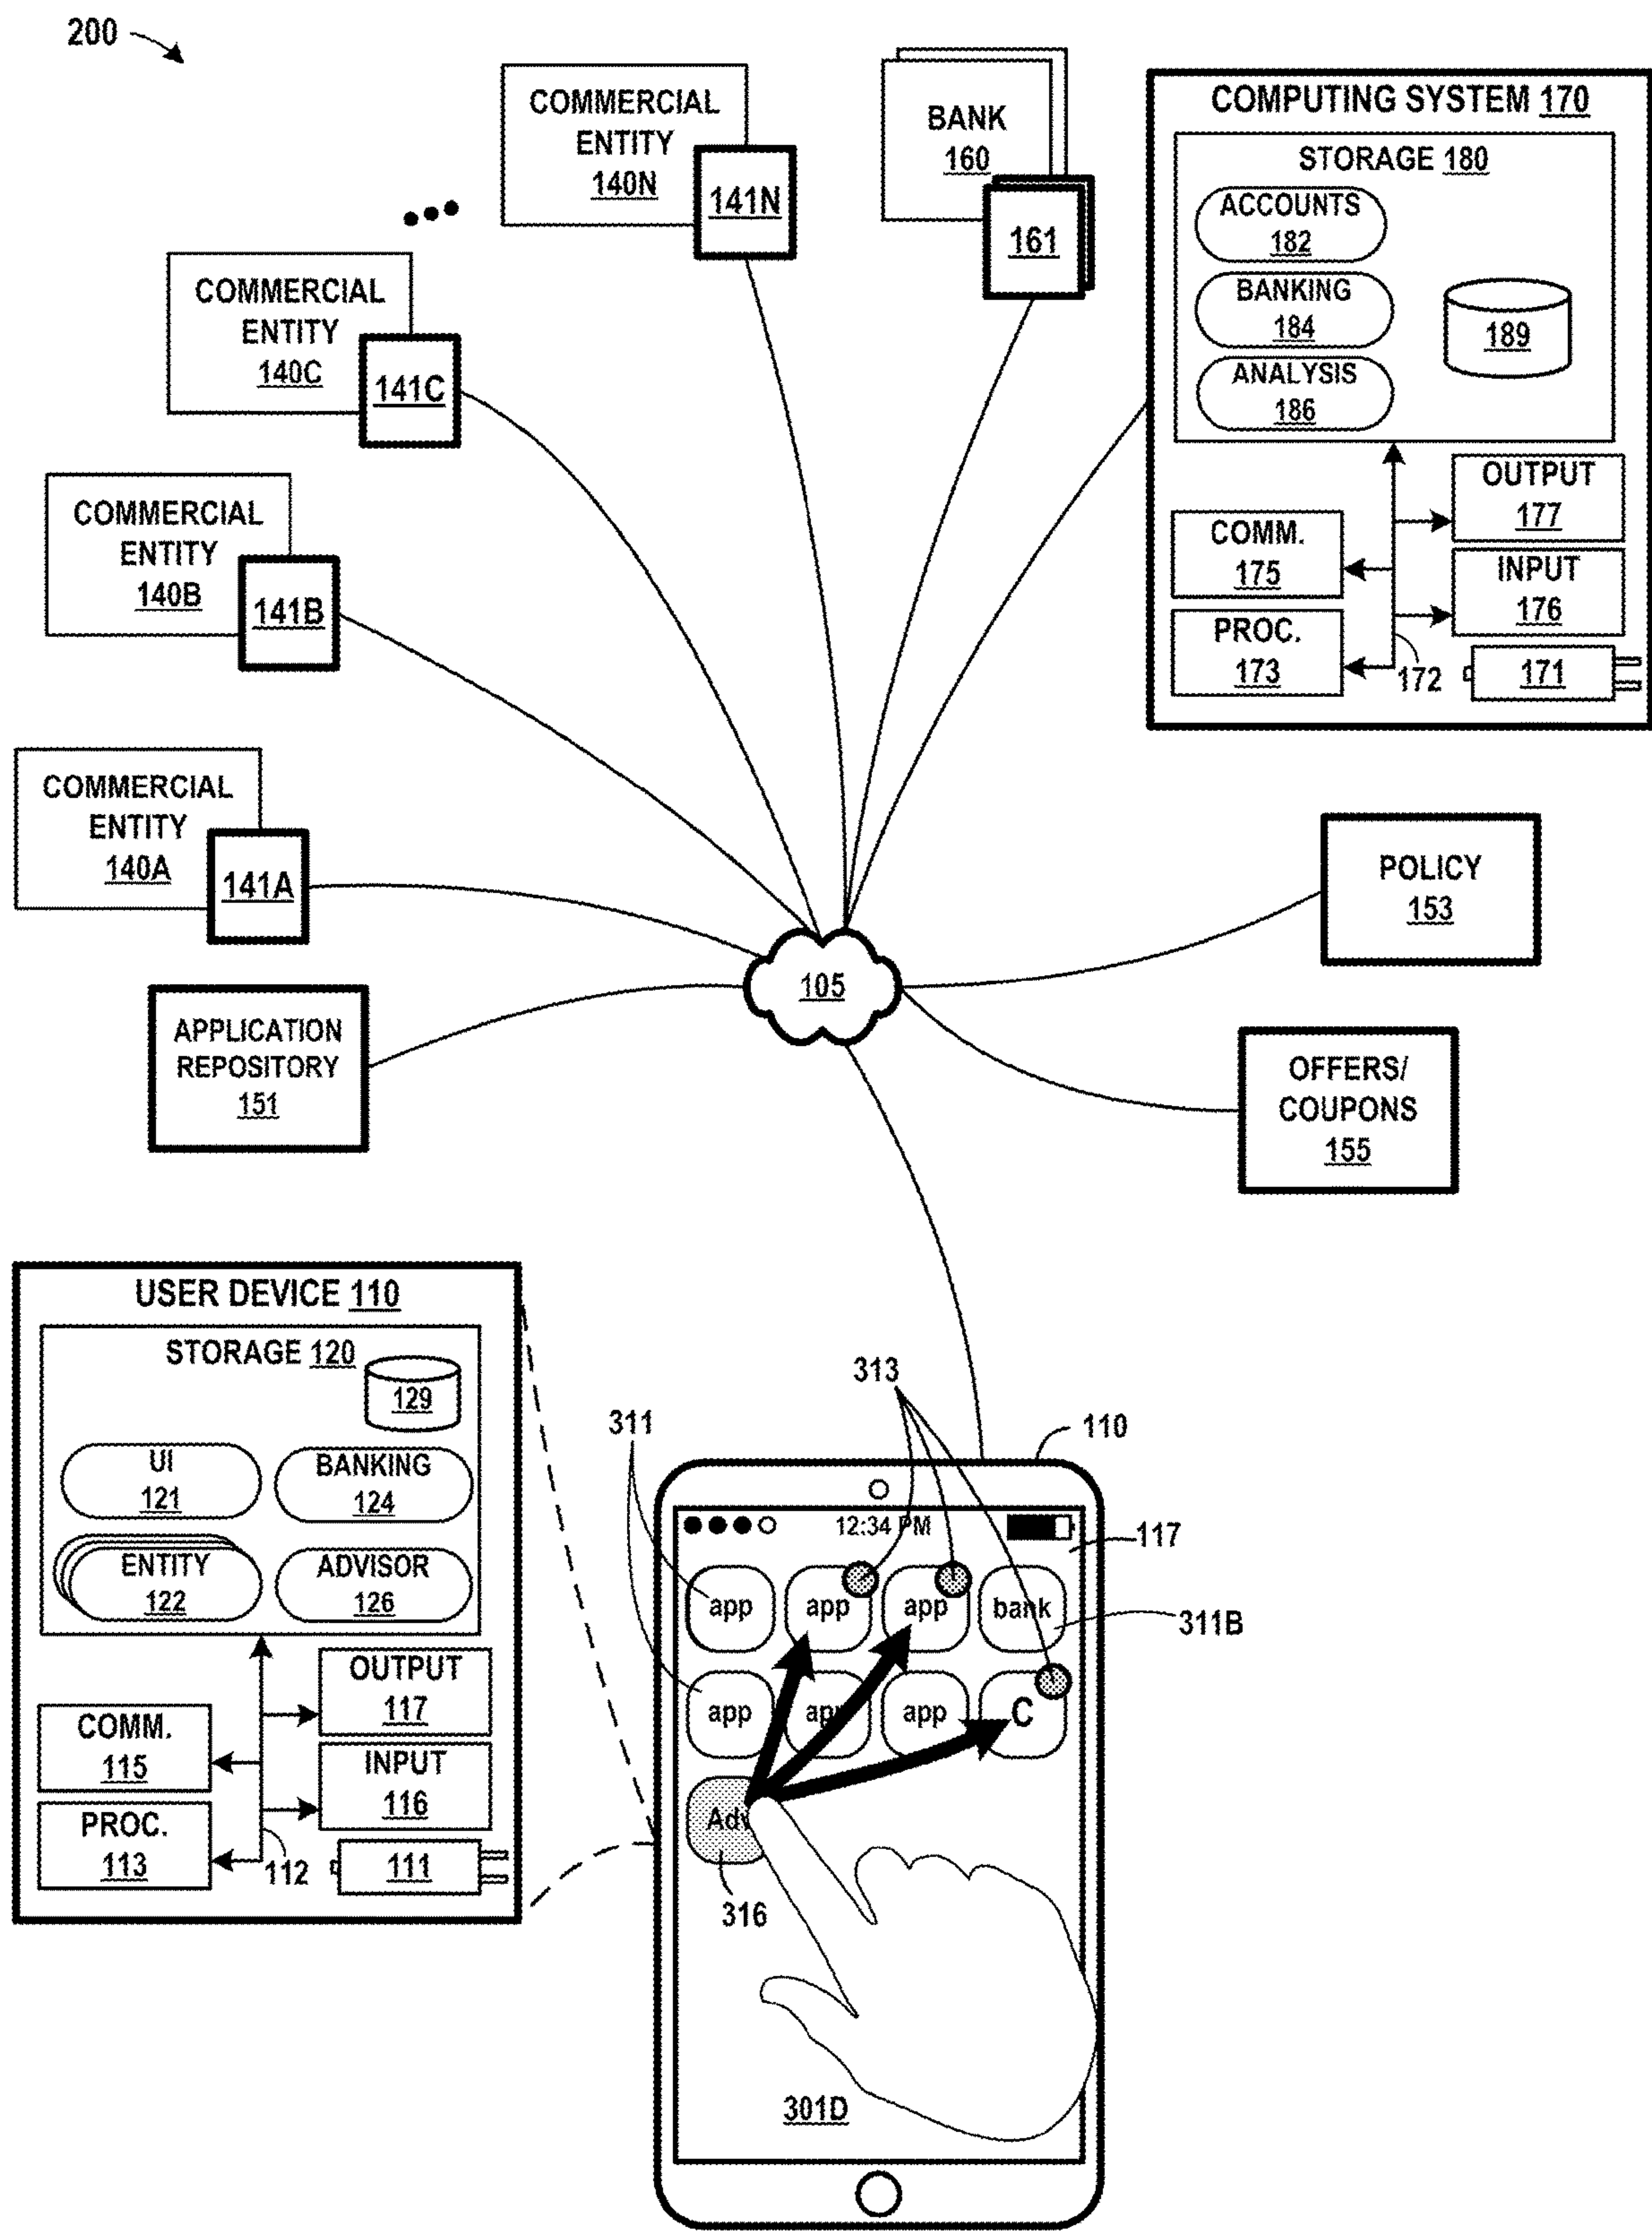 200
COMMERCIAL
ENTITY
140N
141N
BANK
160
161
COMPUTING SYSTEM 170
STORAGE 180
ACCOUNTS
182
BANKING
184
ANALYSIS
186
189
OUTPUT
177
COMM.
175
INPUT
176
PROC.
173
172
171
COMMERCIAL
ENTITY
140C
141C
COMMERCIAL
ENTITY
140B
141B
COMMERCIAL
ENTITY
140A
141A
105
POLICY
153
APPLICATION
REPOSITORY
151
OFFERS/
COUPONS
155
USER DEVICE 110
STORAGE 120
129
UI
121
BANKING
124
ENTITY
122
ADVISOR
126
OUTPUT
117
COMM.
115
INPUT
116
PROC.
113
112
111
313
311
110
12:34 PM
117
app
app
app
bank
311B
app
app
app
C
Adv
316
301D